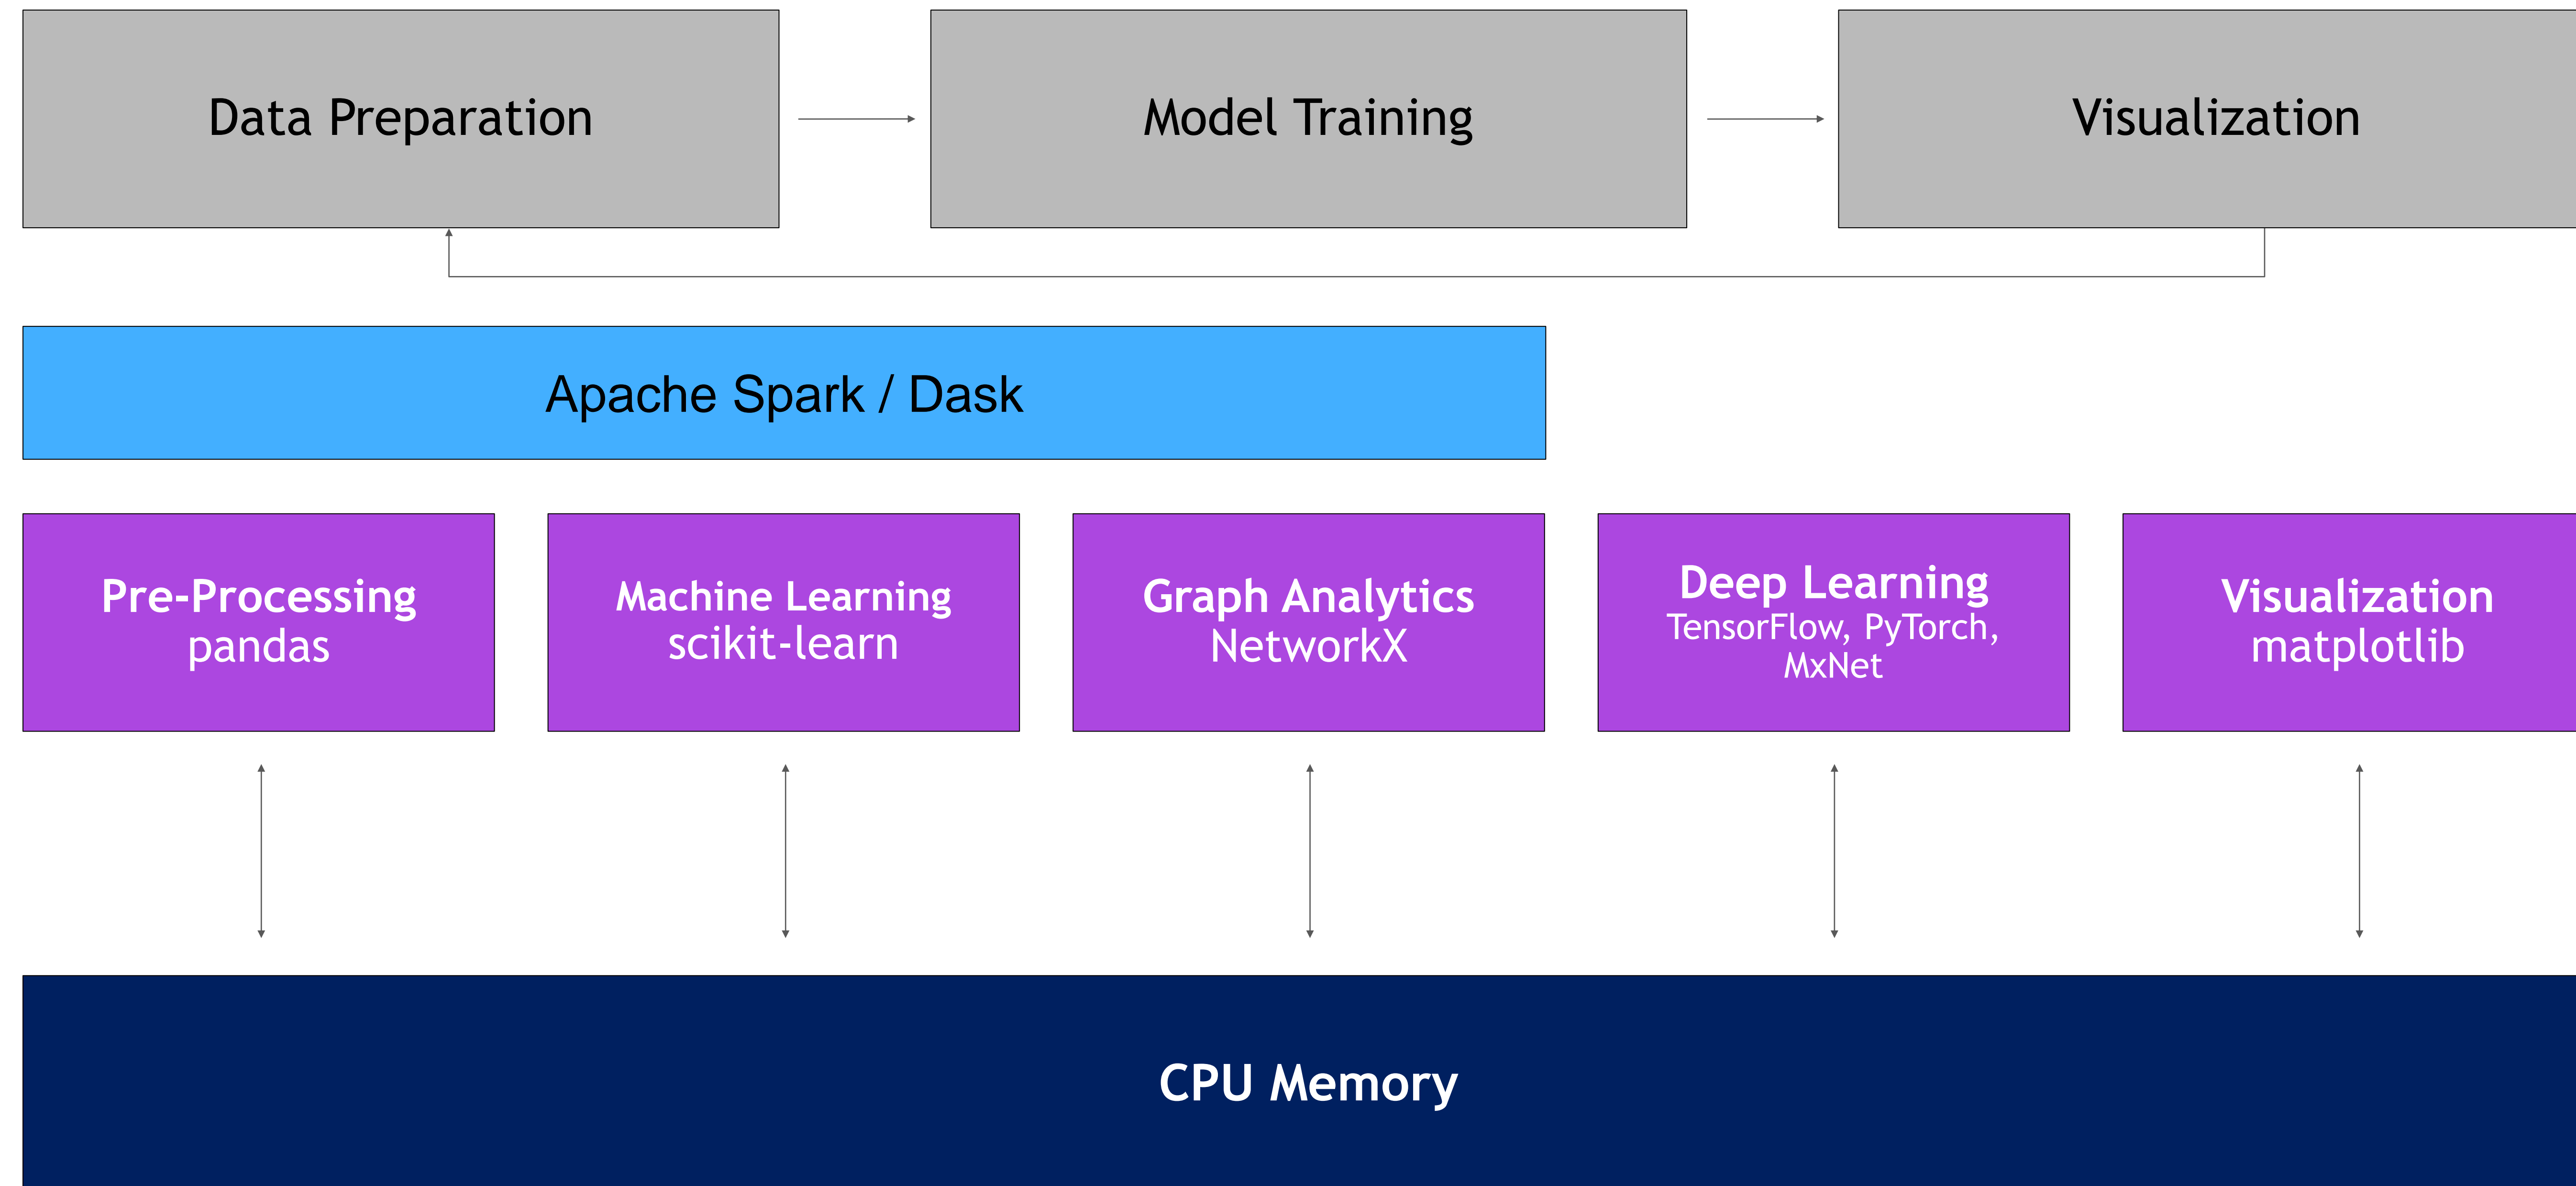 Data Preparation
Model Training
Visualization
Apache Spark / Dask
Pre-Processing
pandas
Machine Learning
scikit-learn
Graph Analytics
NetworkX
Deep Learning
TensorFlow, PyTorch,
MxNet
Visualization
matplotlib
CPU Memory